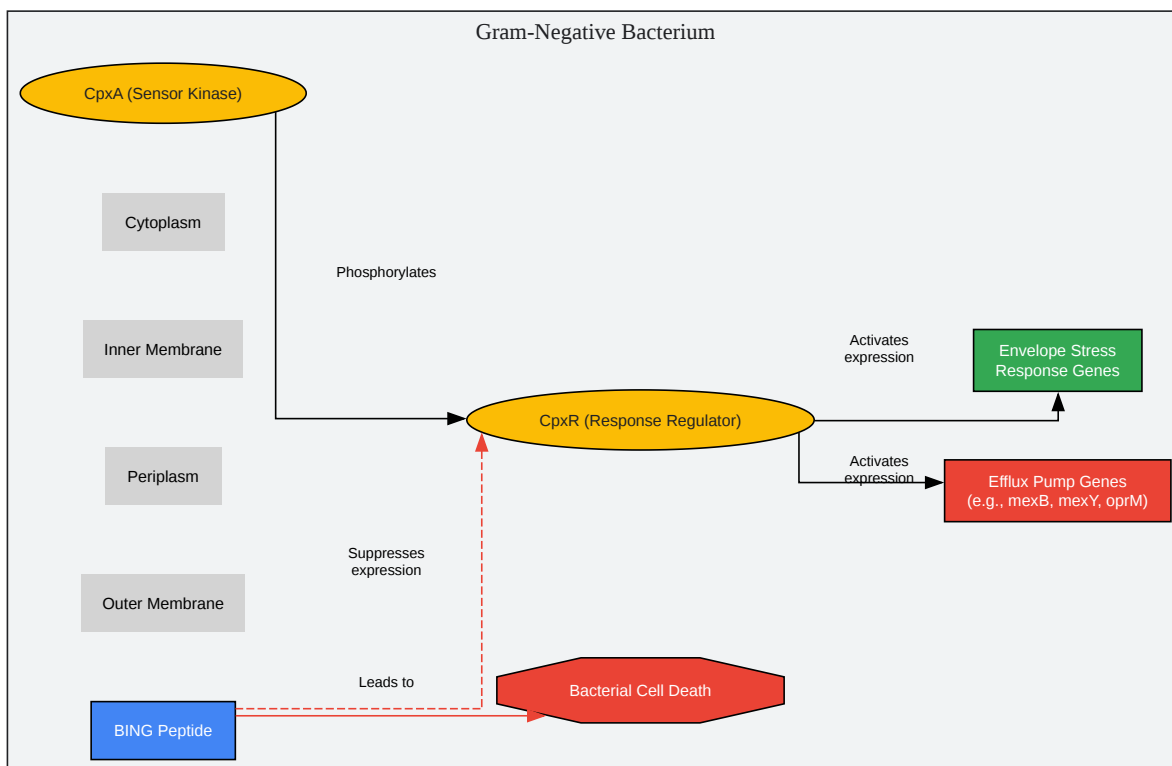 Gram-Negative Bacterium
CpxA (Sensor Kinase)
Cytoplasm
Phosphorylates
Inner Membrane
Activates
expression
Envelope Stress
Response Genes
CpxR (Response Regulator)
Activates
expression
Efflux Pump Genes
(e.g., mexB, mexY, oprM)
Periplasm
Suppresses
expression
Outer Membrane
Leads to
Bacterial Cell Death
BING Peptide